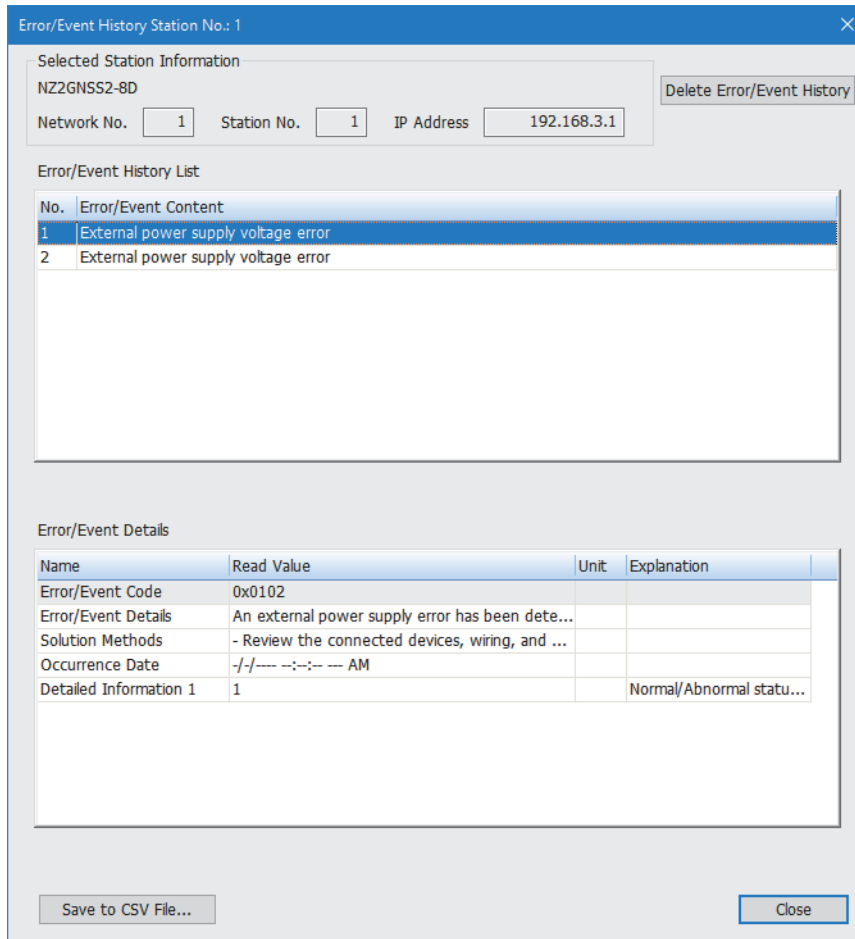 Error/Event History Station No.: 1
Selected Station Information
NZ2GNSS2-8D
Delete Error/Event History
Network No. 1 Station No. 1 IP Address 192.168.3.1
Error/Event History List
No. Error/Event Content
1 External power supply voltage error
2 External power supply voltage error
Error/Event Details
Name Read Value Unit Explanation
Error/Event Code 0x0102
Error/Event Details An external power supply error has been dete...
Solution Methods - Review the connected devices, wiring, and ...
Occurrence Date -/-/---- --:--:-- --- AM
Detailed Information 1 1 Normal/Abnormal statu...
Save to CSV File... Close